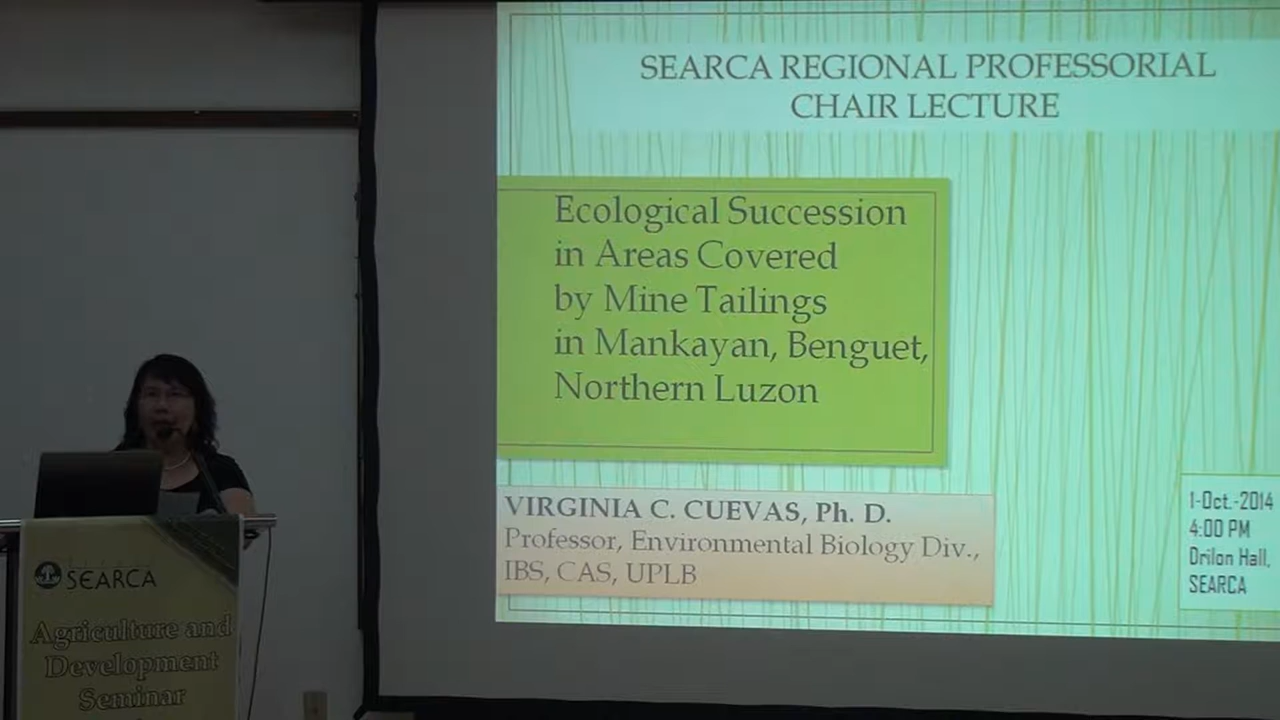 SEARCA REGIONAL PROFESSORIAL
CHAIR LECTURE
Ecological Succession
in Areas Covered
by Mine Tailings
in Mankayan, Benguet,
Northern Luzon
VIRGINIA C. CUEVAS, Ph. D.
Professor, Environmental Biology Div.,
IBS, CAS, UPLB
1-Oct.-2014
4:00 PM
Drilon Hall,
SEARCA
SEARCA
Agriculture and
Development
Seminar